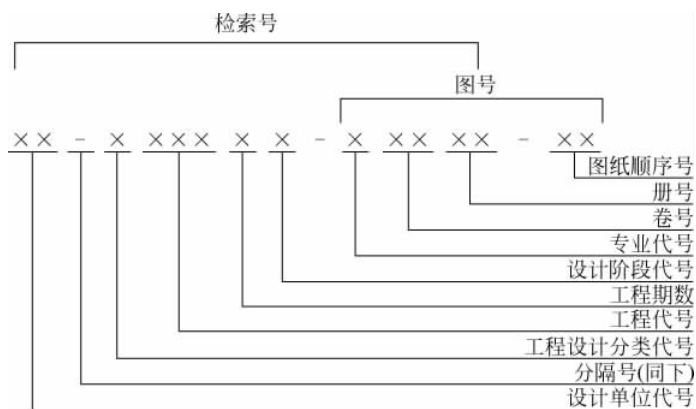 检索号
图号
×× - × ××× × × - × ×× ×× - ××
图纸顺序号
册号
卷号
专业代号
设计阶段代号
工程期数
工程代号
工程设计分类代号
分隔号(同下)
设计单位代号